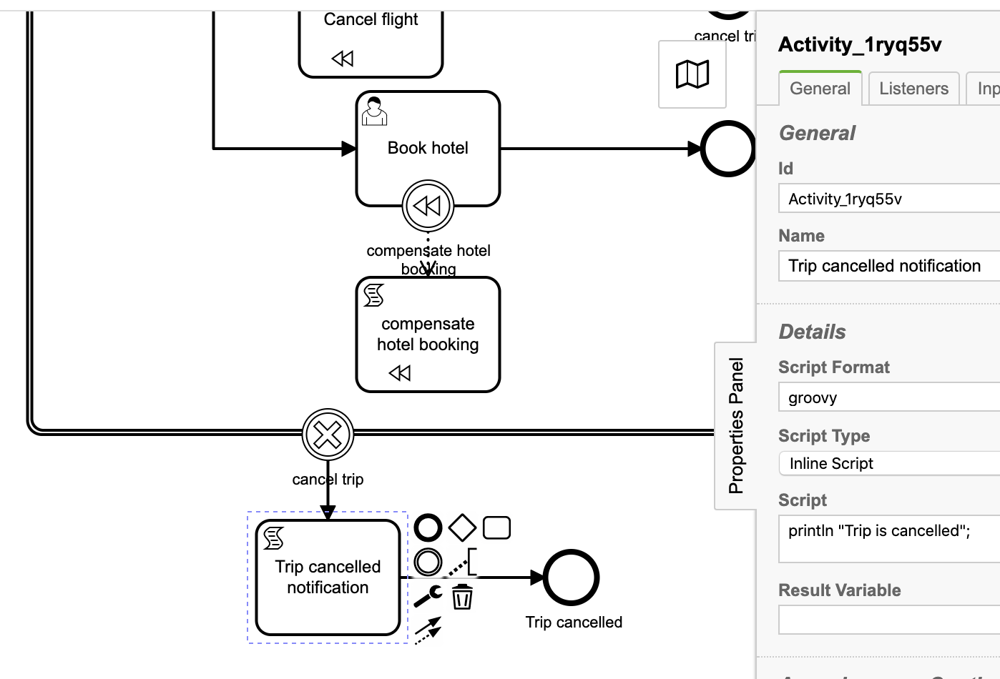 Cancel flight
cancel tri
Book hotel
compensate hotel
booking
compensate
hotel booking
cancel trip
Trip cancelled
notification
Trip cancelled
Properties Panel
Activity_1ryq55v
General
Listeners
Inp
General
Id
Activity_1ryq55v
Name
Trip cancelled notification
Details
Script Format
groovy
Script Type
Inline Script
Script
println "Trip is cancelled";
Result Variable